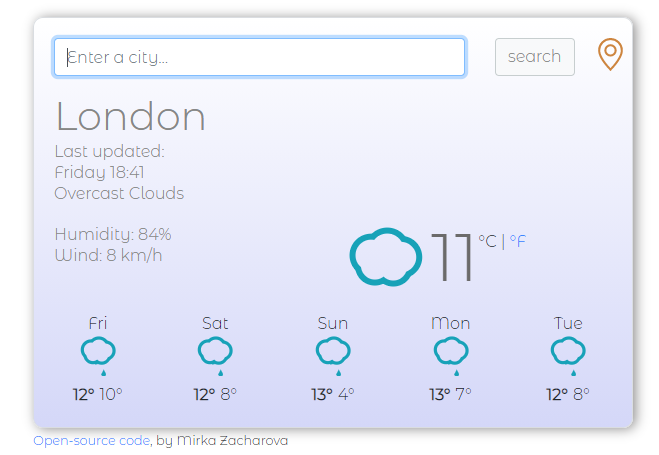 Enter a city...
search
London
Last updated:
Friday 18:41
Overcast Clouds
Humidity: 84%
Wind: 8 km/h
11 °C | °F
Fri Sat Sun Mon Tue
12° 10° 12° 8° 13° 4° 13° 7° 12° 8°
Open-source code, by Mirka Zacharova